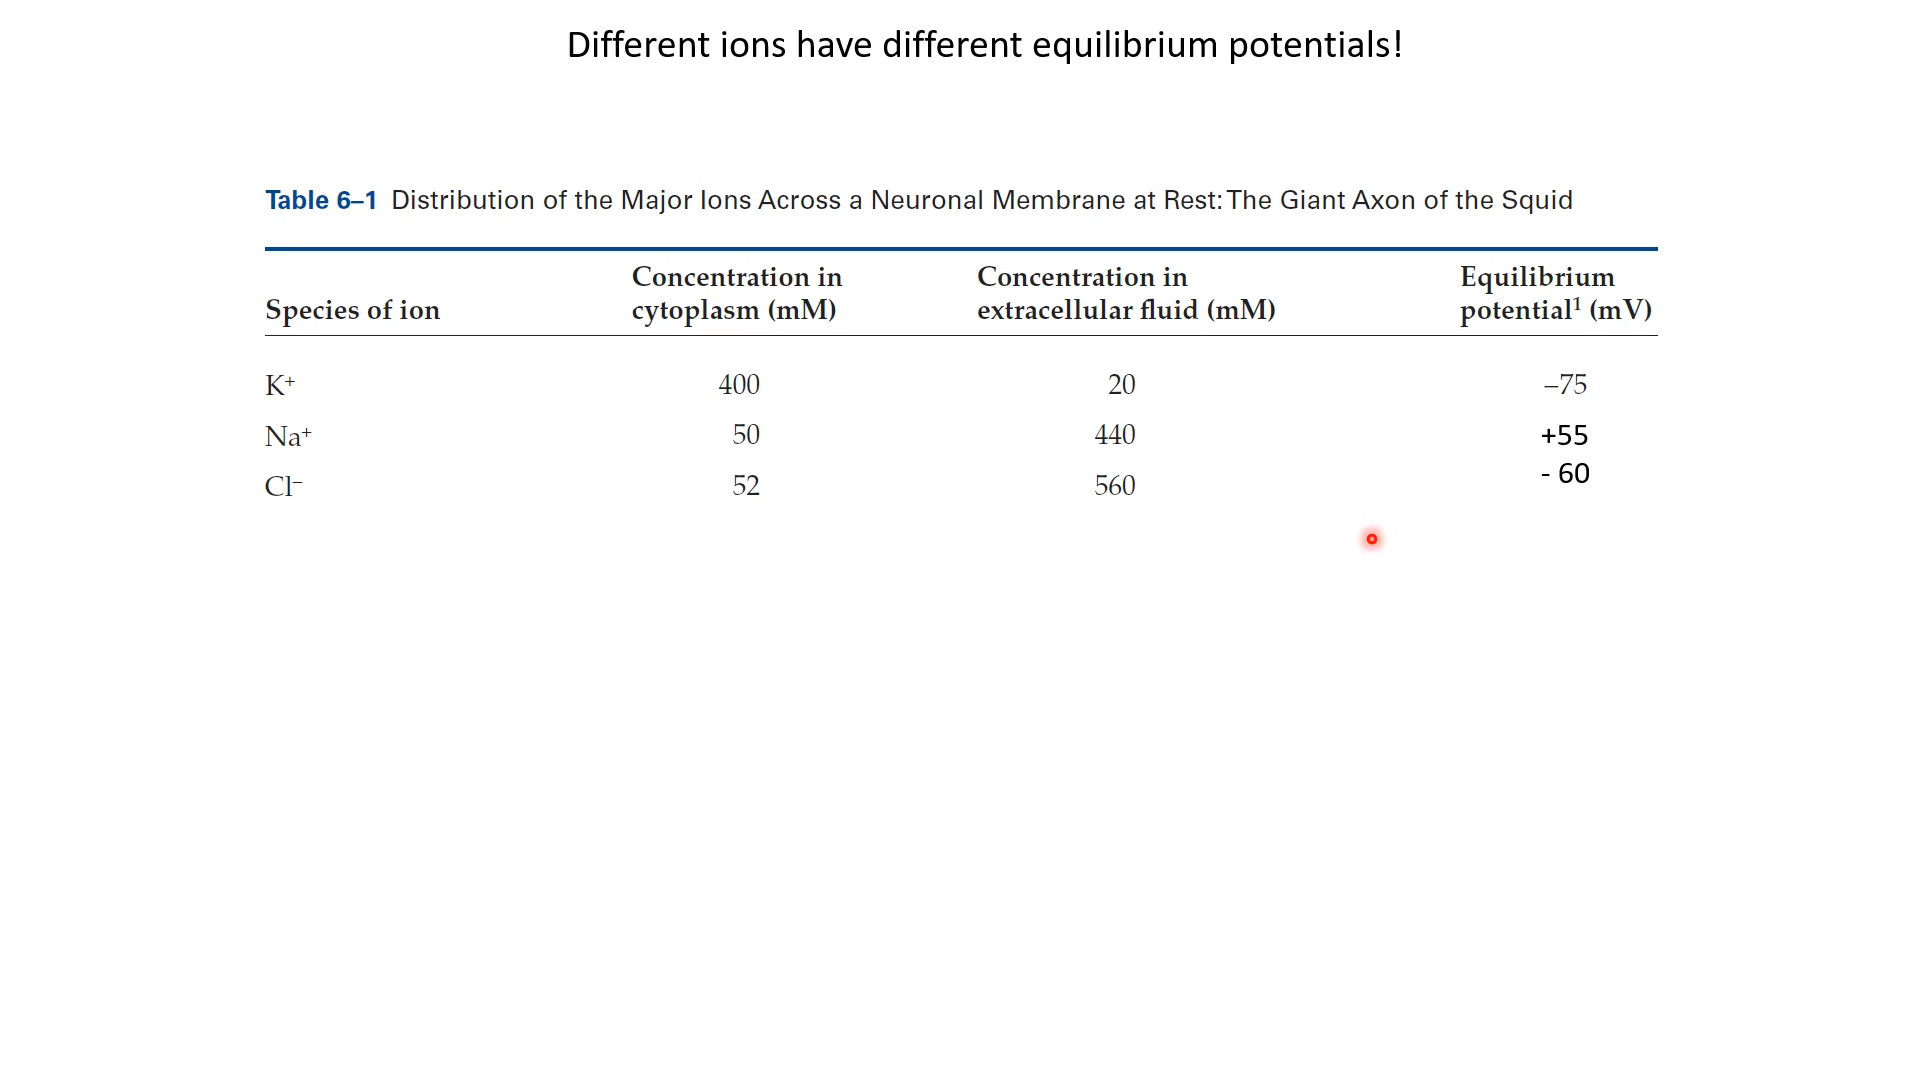 Different ions have different equilibrium potentials!
Table 6–1 Distribution of the Major Ions Across a Neuronal Membrane at Rest: The Giant Axon of the Squid
Species of ion Concentration in cytoplasm (mM) Concentration in extracellular fluid (mM) Equilibrium potential¹ (mV)
K⁺ 400 20 –75
Na⁺ 50 440 +55
Cl⁻ 52 560 - 60